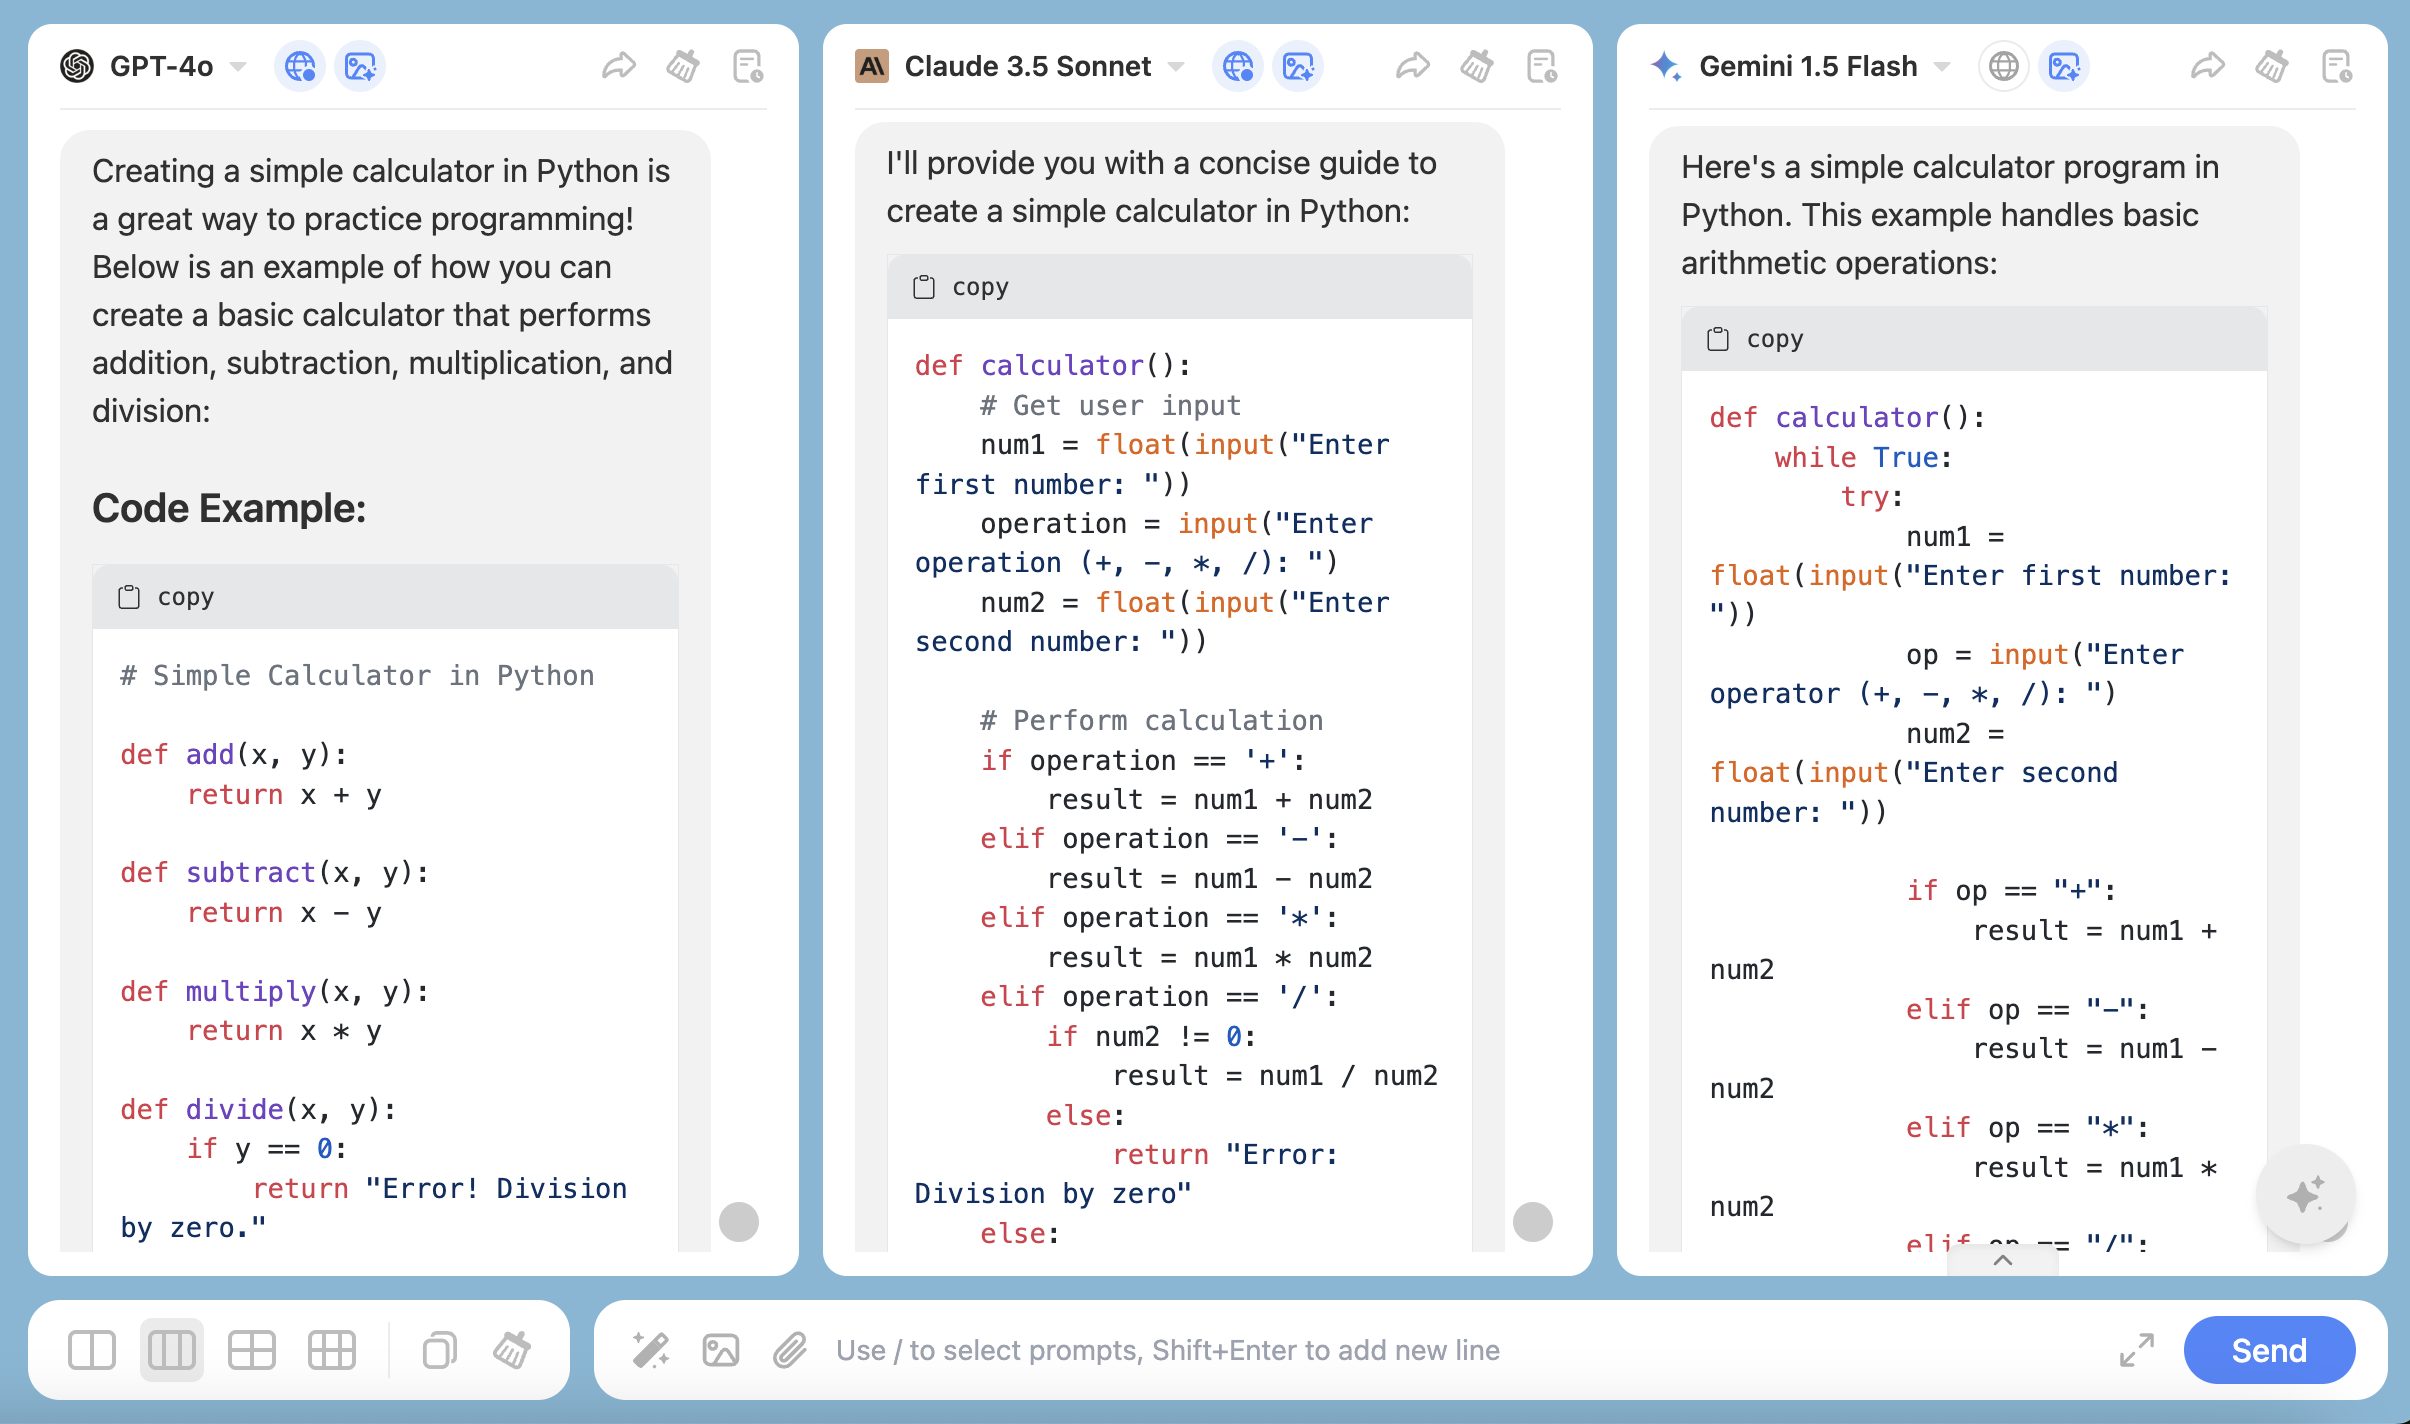 GPT-4o
Creating a simple calculator in Python is
a great way to practice programming!
Below is an example of how you can
create a basic calculator that performs
addition, subtraction, multiplication, and
division:
Code Example:
copy
# Simple Calculator in Python
def add(x, y):
    return x + y
def subtract(x, y):
    return x - y
def multiply(x, y):
    return x * y
def divide(x, y):
    if y == 0:
        return "Error! Division
by zero."
Claude 3.5 Sonnet
I'll provide you with a concise guide to
create a simple calculator in Python:
copy
def calculator():
    # Get user input
    num1 = float(input("Enter
first number: "))
    operation = input("Enter
operation (+, -, *, /): ")
    num2 = float(input("Enter
second number: "))
    # Perform calculation
    if operation == '+':
        result = num1 + num2
    elif operation == '-':
        result = num1 - num2
    elif operation == '*':
        result = num1 * num2
    elif operation == '/':
        if num2 != 0:
            result = num1 / num2
        else:
            return "Error:
Division by zero"
    else:
Gemini 1.5 Flash
Here's a simple calculator program in
Python. This example handles basic
arithmetic operations:
copy
def calculator():
    while True:
        try:
            num1 =
float(input("Enter first number:
"))
            op = input("Enter
operator (+, -, *, /): ")
            num2 =
float(input("Enter second
number: "))
            if op == "+":
                result = num1 +
num2
            elif op == "-":
                result = num1 -
num2
            elif op == "*":
                result = num1 *
num2
            elif op == "/":
Use / to select prompts, Shift+Enter to add new line
Send